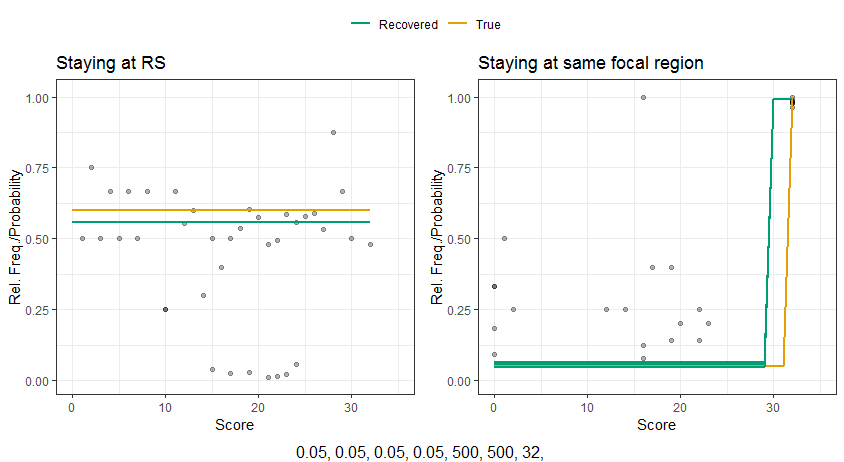 Recovered True
Staying at RS
Staying at same focal region
Rel. Freq./Probability
1.00
0.75
0.50
0.25
0.00
0 10 20 30
Score
Rel. Freq./Probability
1.00
0.75
0.50
0.25
0.00
0 10 20 30
Score
0.05, 0.05, 0.05, 0.05, 500, 500, 32,